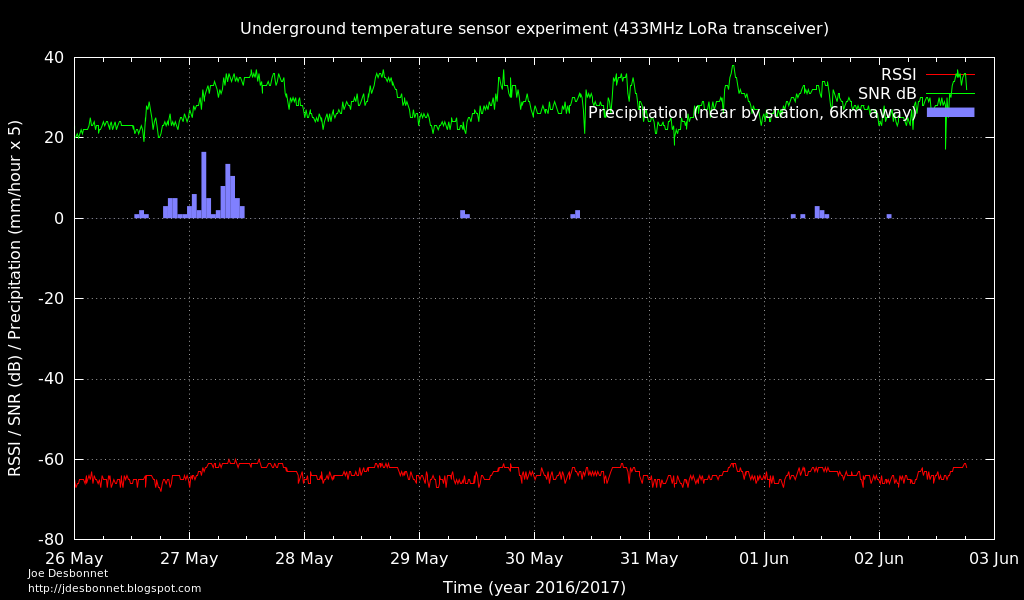 Underground temperature sensor experiment (433MHz LoRa transceiver)
RSSI / SNR (dB) / Precipitation (mm/hour x 5)
40
20
0
-20
-40
-60
-80
RSSI
SNR dB
Precipitation (near by station, 6km away)
26 May 27 May 28 May 29 May 30 May 31 May 01 Jun 02 Jun 03 Jun
Time (year 2016/2017)
Joe Desbonnet
http://jdesbonnet.blogspot.com